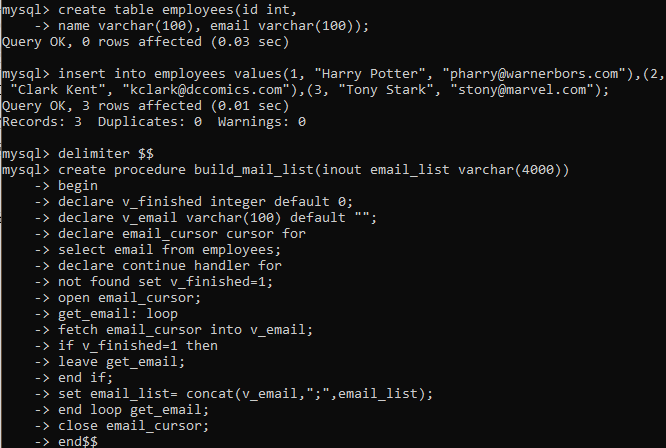 mysql> create table employees(id int,
    -> name varchar(100), email varchar(100));
Query OK, 0 rows affected (0.03 sec)

mysql> insert into employees values(1, "Harry Potter", "pharry@warnerbors.com"),(2,
 "Clark Kent", "kclark@dccomics.com"),(3, "Tony Stark", "stony@marvel.com");
Query OK, 3 rows affected (0.01 sec)
Records: 3  Duplicates: 0  Warnings: 0

mysql> delimiter $$
mysql> create procedure build_mail_list(inout email_list varchar(4000))
    -> begin
    -> declare v_finished integer default 0;
    -> declare v_email varchar(100) default "";
    -> declare email_cursor cursor for
    -> select email from employees;
    -> declare continue handler for
    -> not found set v_finished=1;
    -> open email_cursor;
    -> get_email: loop
    -> fetch email_cursor into v_email;
    -> if v_finished=1 then
    -> leave get_email;
    -> end if;
    -> set email_list= concat(v_email,";",email_list);
    -> end loop get_email;
    -> close email_cursor;
    -> end$$